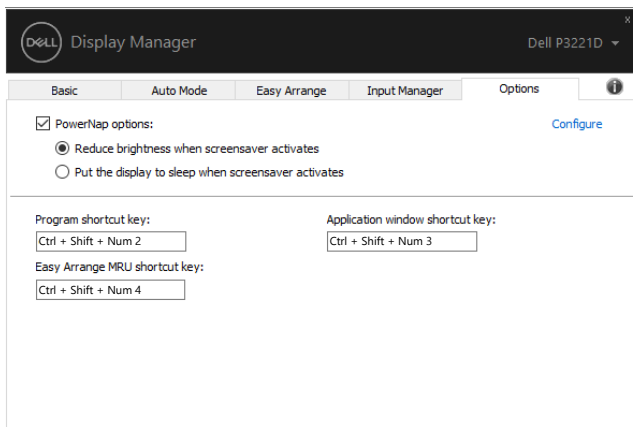 DELL Display Manager
Dell P3221D
x
Basic Auto Mode Easy Arrange Input Manager Options i
PowerNap options: Configure
Reduce brightness when screensaver activates
Put the display to sleep when screensaver activates
Program shortcut key: Application window shortcut key:
Ctrl + Shift + Num 2 Ctrl + Shift + Num 3
Easy Arrange MRU shortcut key:
Ctrl + Shift + Num 4